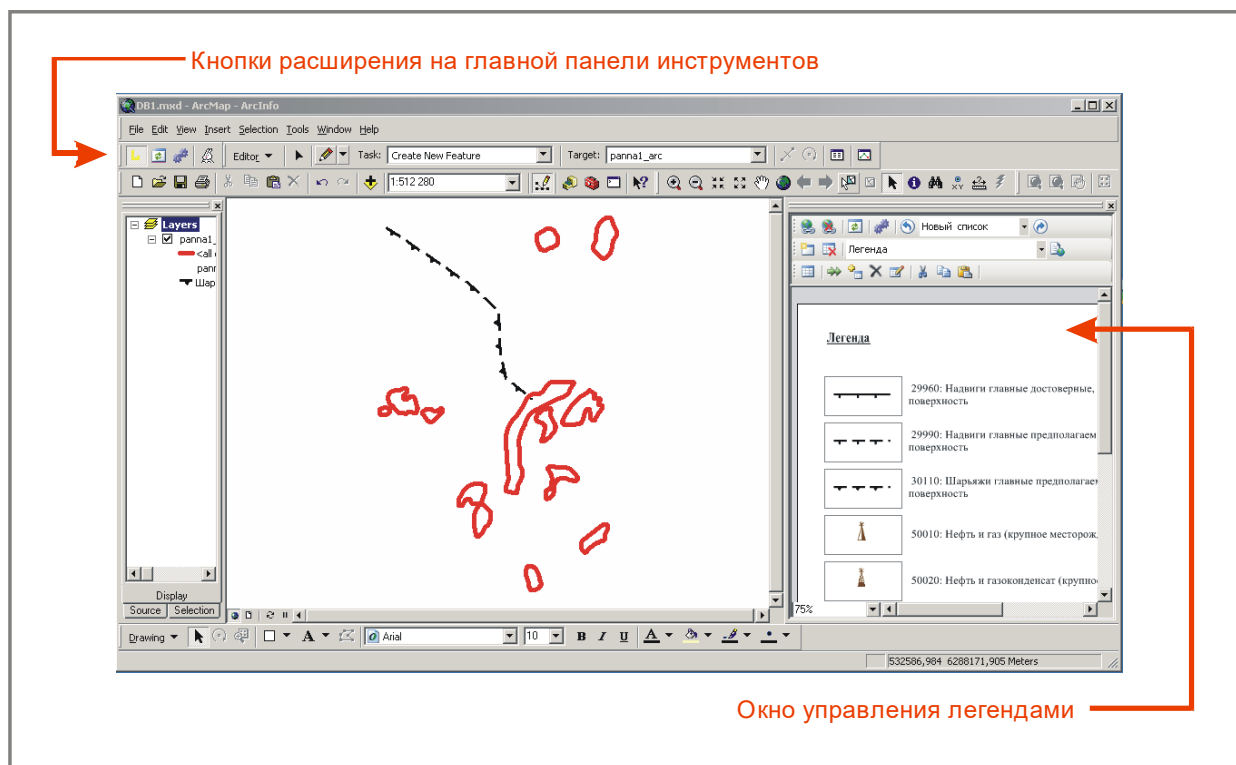 Кнопки расширения на главной панели инструментов
DB1.mxd - ArcMap - ArcInfo
File Edit View Insert Selection Tools Window Help
Editor Task: Create New Feature Target: panna1_arc
1:512 280
Новый список
Легенда
Layers
panna1_
<all
pann
Шар
Display
Source Selection
Легенда
29960: Надвиги главные достоверные,
поверхность
29990: Надвиги главные предполагаем
поверхность
30110: Шарьяжи главные предполагаем
поверхность
50010: Нефть и газ (крупное месторож
50020: Нефть и газоконденсат (крупно
75%
Drawing A Arial 10 B I U A
532586,984 6288171,905 Meters
Окно управления легендами